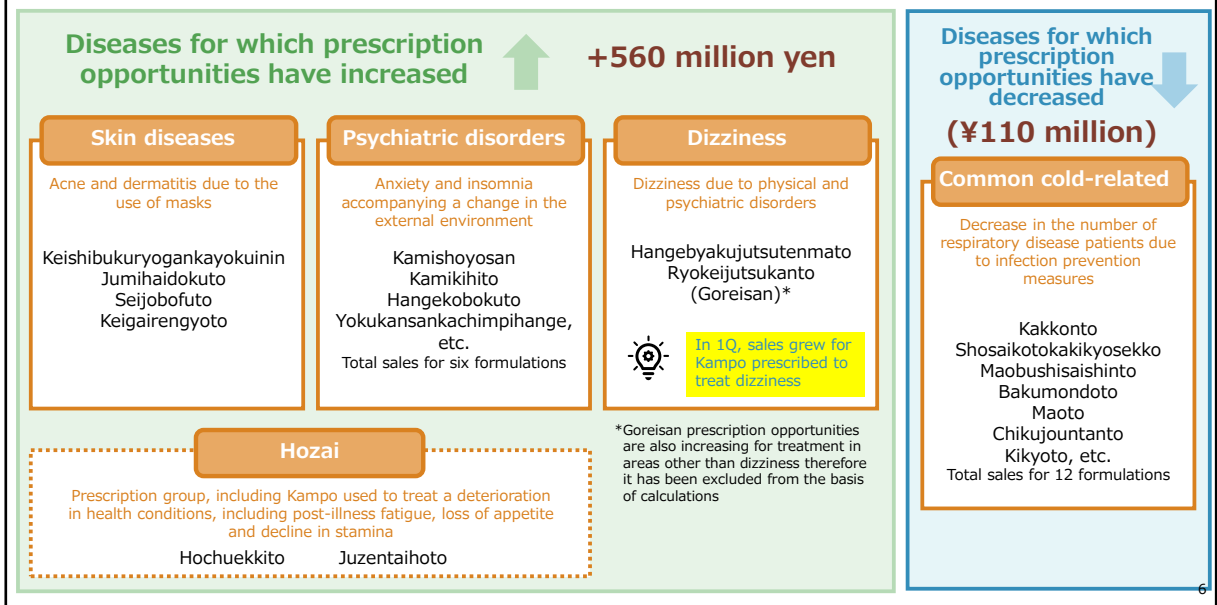 Diseases for which prescription
opportunities have increased
+560 million yen
Skin diseases
Acne and dermatitis due to the
use of masks
Keishibukuryogankayokuinin
Jumihaidokuto
Seijobofuto
Keigairengyoto
Psychiatric disorders
Anxiety and insomnia
accompanying a change in the
external environment
Kamishoyosan
Kamikihito
Hangekobokuto
Yokukansankachimpihange,
etc.
Total sales for six formulations
Dizziness
Dizziness due to physical and
psychiatric disorders
Hangebyakujutsutenmato
Ryokeijutsukanto
(Goreisan)*
In 1Q, sales grew for
Kampo prescribed to
treat dizziness
*Goreisan prescription opportunities
are also increasing for treatment in
areas other than dizziness therefore
it has been excluded from the basis
of calculations
Hozai
Prescription group, including Kampo used to treat a deterioration
in health conditions, including post-illness fatigue, loss of appetite
and decline in stamina
Hochuekkito Juzentaihoto
Diseases for which
prescription
opportunities have
decreased
(¥110 million)
Common cold-related
Decrease in the number of
respiratory disease patients due
to infection prevention
measures
Kakkonto
Shosaikotokakikyosekko
Maobushisaishinto
Bakumondoto
Maoto
Chikujountanto
Kikyoto, etc.
Total sales for 12 formulations
6